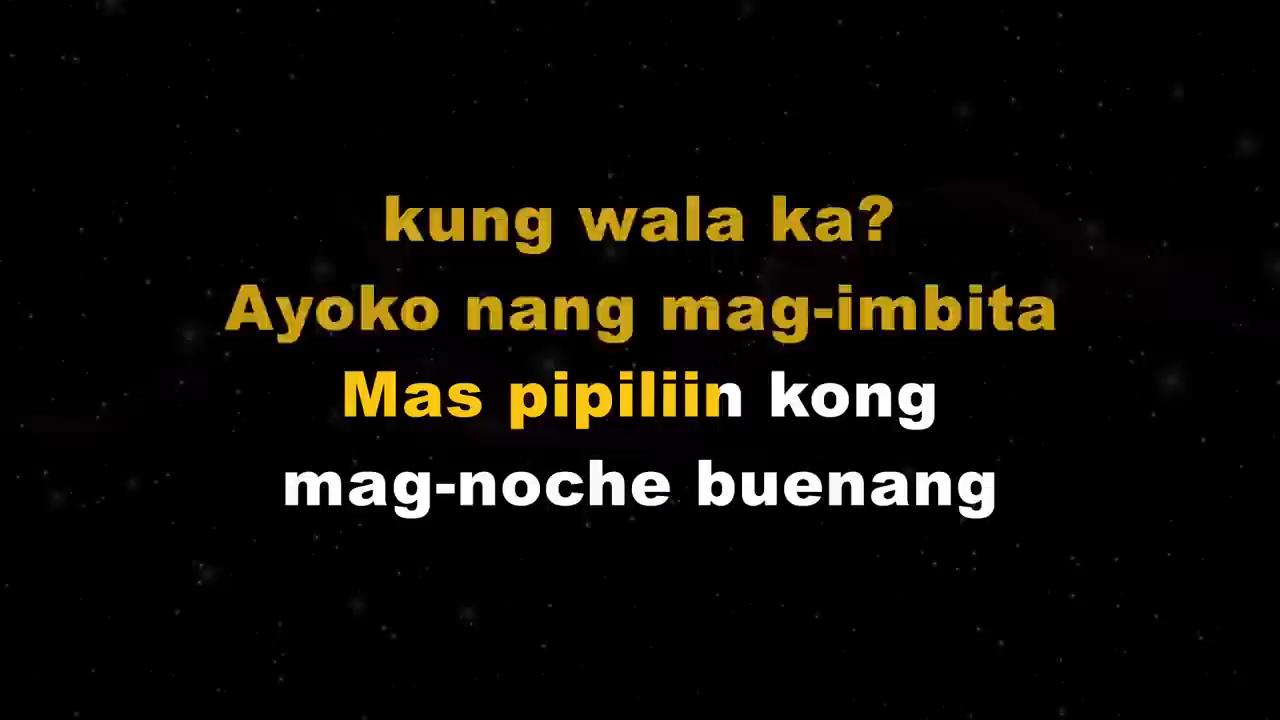 kung wala ka?
Ayoko nang mag-imbita
Mas pipiliin kong
mag-noche buenang